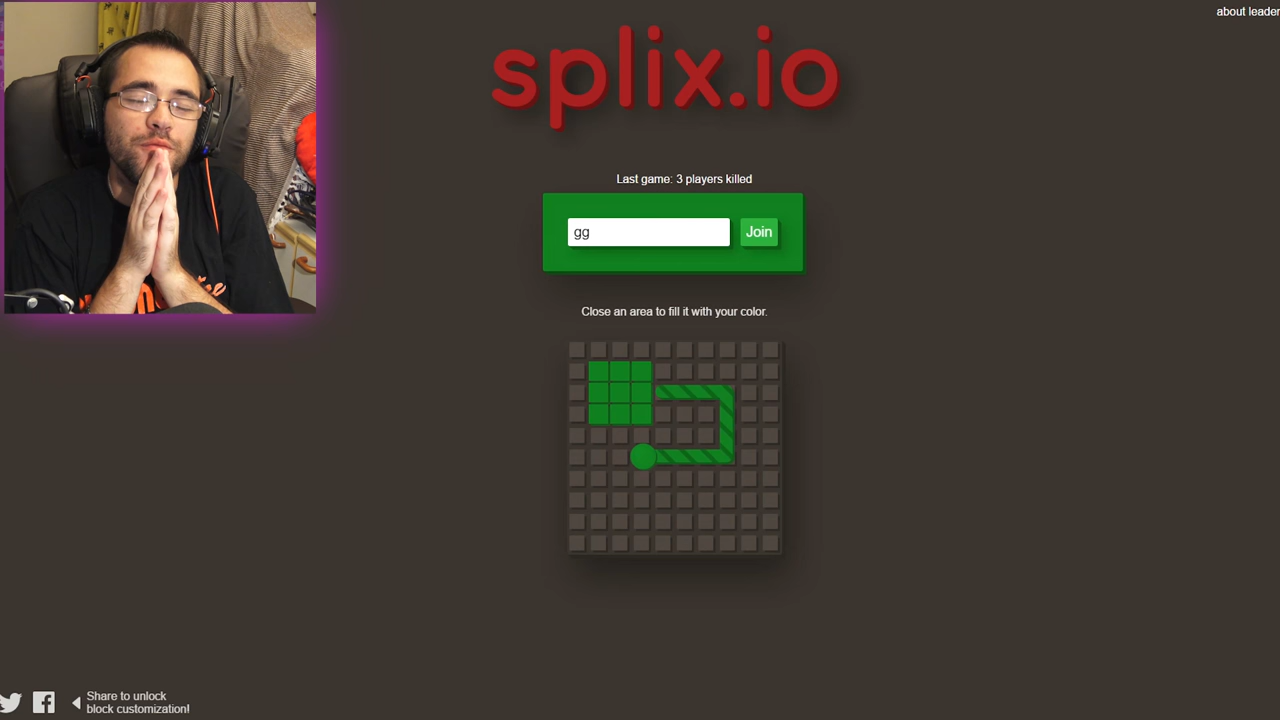 about leader
splix.io
Last game: 3 players killed
gg
Join
Close an area to fill it with your color.
Share to unlock
block customization!